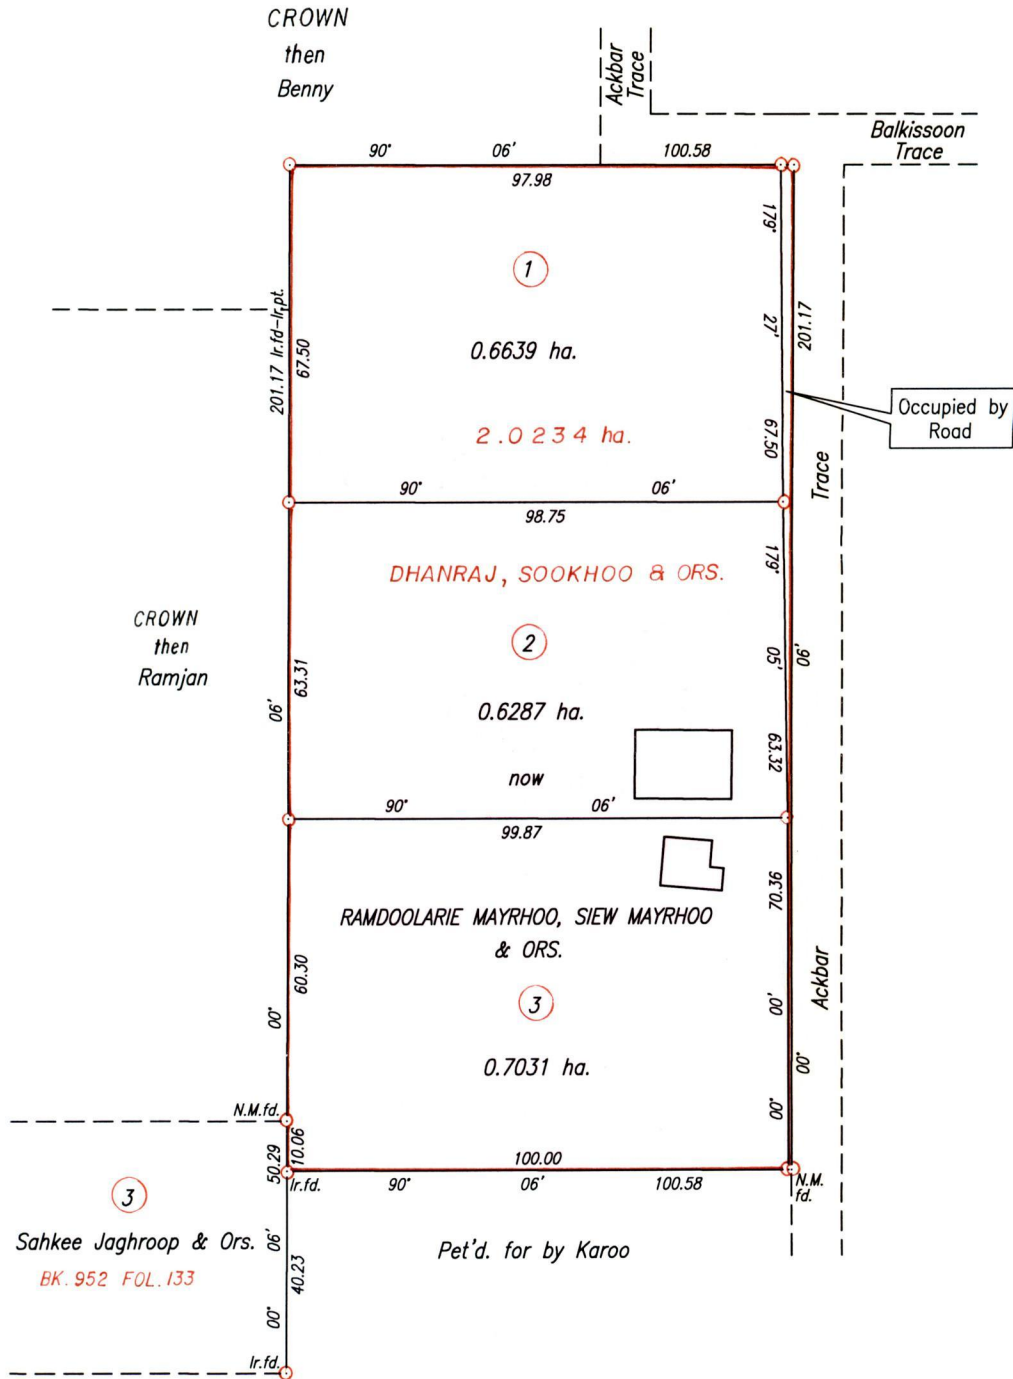 CROWN
then
Benny
Ackbar
Trace
Balkissoon
Trace
90° 06' 100.58
97.98
179° 27' 67.50
201.17
1
201.17 Ir.fd-Ir.pt.
67.50
0.6639 ha.
Occupied by
Road
2.0234 ha.
Trace
90° 06'
98.75
DHANRAJ, SOOKHOO & ORS.
179° 05' 63.32
06'
CROWN
then
Ramjan
2
63.31
06'
0.6287 ha.
now
90° 06'
99.87
70.36
RAMDOOLARIE MAYRHOO, SIEW MAYRHOO
& ORS.
60.30
3
Ackbar
00°
00' 00°
00°
0.7031 ha.
N.M.fd.
50.29
10.06
100.00
Ir.fd.
90° 06' 100.58
N.M.
fd.
3
Sahkee Jaghroop & Ors.
06'
Pet'd. for by Karoo
BK. 952 FOL. 133
40.23
00°
Ir.fd.